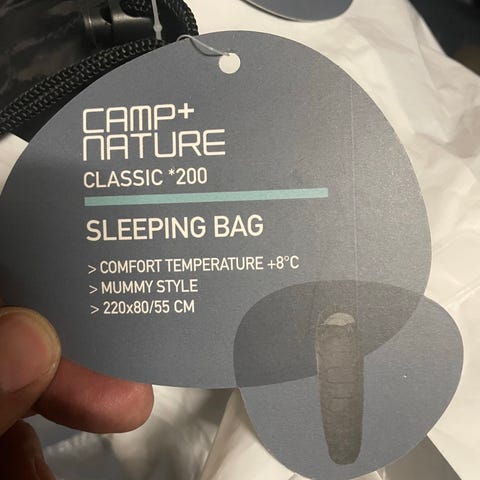 CAMP+
NATURE
CLASSIC *200
SLEEPING BAG
> COMFORT TEMPERATURE +8°C
> MUMMY STYLE
> 220x80/55 CM